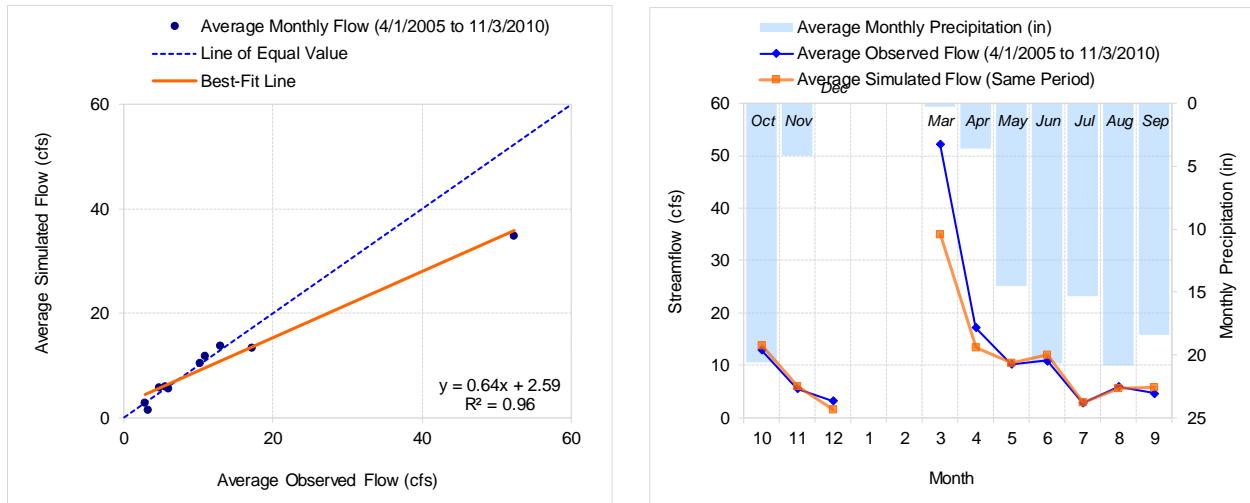 Average Monthly Flow (4/1/2005 to 11/3/2010)
Line of Equal Value
Best-Fit Line
60
40
20
0
0 20 40 60
Average Simulated Flow (cfs)
Average Observed Flow (cfs)
y = 0.64x + 2.59
R² = 0.96
Average Monthly Precipitation (in)
Average Observed Flow (4/1/2005 to 11/3/2010)
Average Simulated Flow (Same Period)
Oct Nov Dec Mar Apr May Jun Jul Aug Sep
60
50
40
30
20
10
0
Streamflow (cfs)
0
5
10
15
20
25
Monthly Precipitation (in)
10 11 12 1 2 3 4 5 6 7 8 9
Month